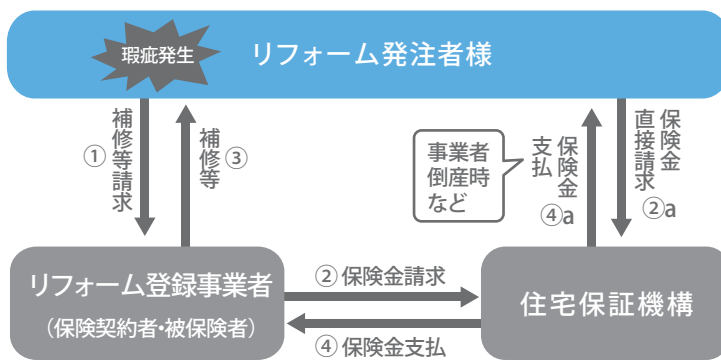 瑕疵発生
リフォーム発注者様
① 補修等請求
補修等 ③
事業者
倒産時
など
保険金
支払
④a
保険金
直接請求
②a
リフォーム登録事業者
（保険契約者・被保険者）
② 保険金請求
④ 保険金支払
住宅保証機構